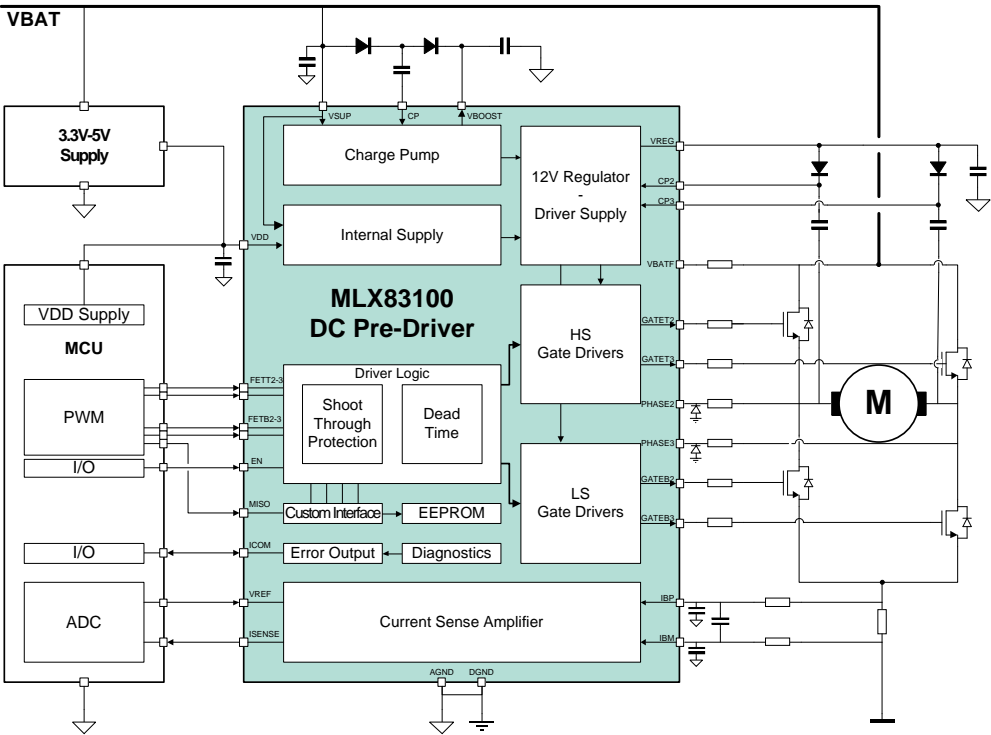 VBAT
3.3V-5V
Supply
VSUP
CP
VBOOST
Charge Pump
12V Regulator
-
Driver Supply
VREG
CP2
CP3
Internal Supply
VDD
VBATF
VDD Supply
MCU
MLX83100
DC Pre-Driver
HS
Gate Drivers
GATET2
GATET3
PHASE2
M
PWM
FETT2-3
FETB2-3
Driver Logic
Shoot
Through
Protection
Dead
Time
PHASE3
I/O
EN
LS
Gate Drivers
GATEB2
GATEB3
MISO
Custom Interface
EEPROM
I/O
ICOM
Error Output
Diagnostics
ADC
VREF
ISENSE
Current Sense Amplifier
IBP
IBM
AGND
DGND